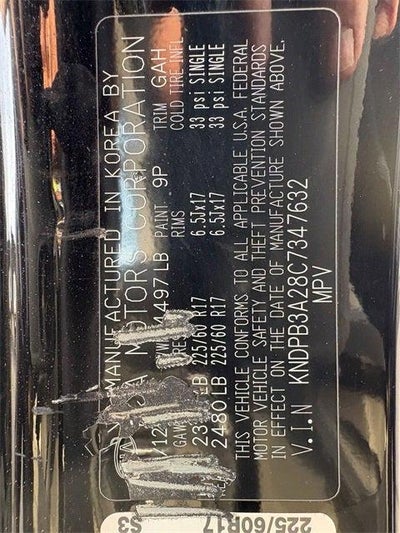 MANUFACTURED IN KOREA BY
MOTORS CORPORATION
/12 4497 LB PAINT 9P TRIM GAH
RIMS COLD TIRE INFL
LB 225/60 R17 6.5Jx17 33 psi SINGLE
2480 LB 225/60 R17 6.5Jx17 33 psi SINGLE
THIS VEHICLE CONFORMS TO ALL APPLICABLE U.S.A. FEDERAL
MOTOR VEHICLE SAFETY AND THEFT PREVENTION STANDARDS
IN EFFECT ON THE DATE OF MANUFACTURE SHOWN ABOVE.
V.I.N KNDPB3A28C7347632
MPV
S3 225/60R17